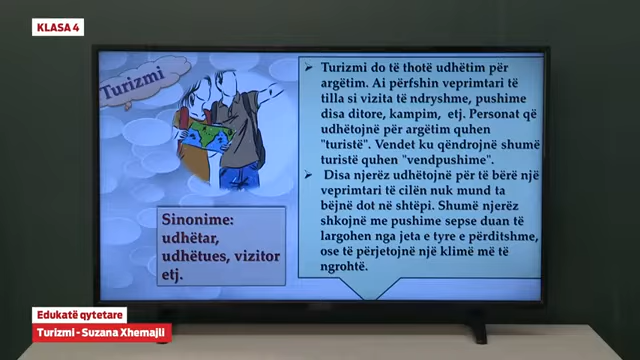 KLASA 4
Turizmi
Turizmi do të thotë udhëtim për
argëtim. Ai përfshin veprimtari të
tilla si vizita të ndryshme, pushime
disa ditore, kampim, etj. Personat që
udhëtojnë për argëtim quhen
"turistë". Vendet ku qëndrojnë shumë
turistë quhen "vendpushime".
Disa njerëz udhëtojnë për të bërë një
veprimtari të cilën nuk mund ta
bëjnë dot në shtëpi. Shumë njerëz
shkojnë me pushime sepse duan të
largohen nga jeta e tyre e përditshme,
ose të përjetojnë një klimë më të
ngrohtë.
Sinonime:
udhëtar,
udhëtues, vizitor
etj.
Edukatë qytetare
Turizmi - Suzana Xhemajli